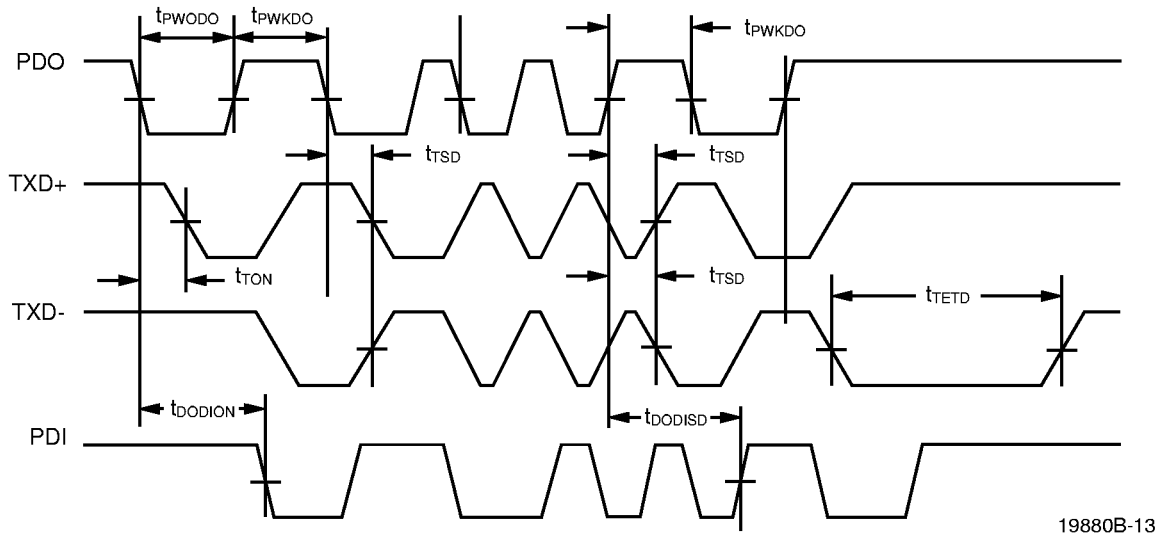 tPWODO tPWKDO tPWKDO
PDO
tTSD tTSD
TXD+
tTON tTSD
TXD- tTETD
tDODION tDODISD
PDI
19880B-13